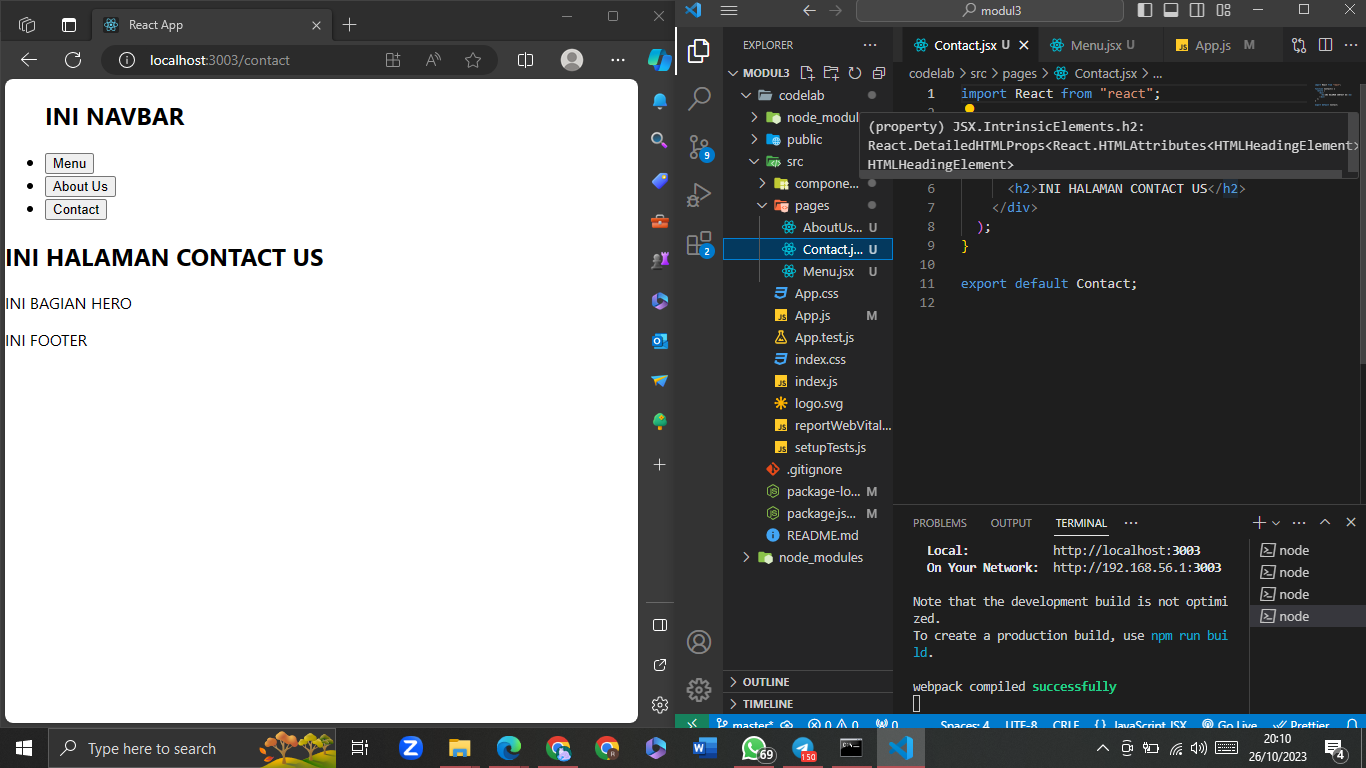 React App
localhost:3003/contact
INI NAVBAR
Menu
About Us
Contact
INI HALAMAN CONTACT US
INI BAGIAN HERO
INI FOOTER
modul3
EXPLORER
MODUL3
codelab
node_modul
public
src
compone...
pages
AboutUs... U
Contact.j... U
Menu.jsx U
App.css
App.js M
App.test.js
index.css
index.js
logo.svg
reportWebVital...
setupTests.js
.gitignore
package-lo... M
package.js... M
README.md
node_modules
OUTLINE
TIMELINE
9
2
Contact.jsx U
Menu.jsx U
App.js M
codelab > src > pages > Contact.jsx > ...
1 import React from "react";
(property) JSX.IntrinsicElements.h2:
React.DetailedHTMLProps<React.HTMLAttributes<HTMLHeadingElement>
HTMLHeadingElement>
6 <h2>INI HALAMAN CONTACT US</h2>
7 </div>
8 );
9 }
10
11 export default Contact;
12
PROBLEMS OUTPUT TERMINAL
Local: http://localhost:3003
On Your Network: http://192.168.56.1:3003
Note that the development build is not optimi
zed.
To create a production build, use npm run bui
ld.
webpack compiled successfully
node
node
node
node
master* 0 0 0 Spaces: 4 UTF-8 CRLF {} JavaScript JSX Go Live Prettier
Type here to search
69
150
20:10
26/10/2023
4